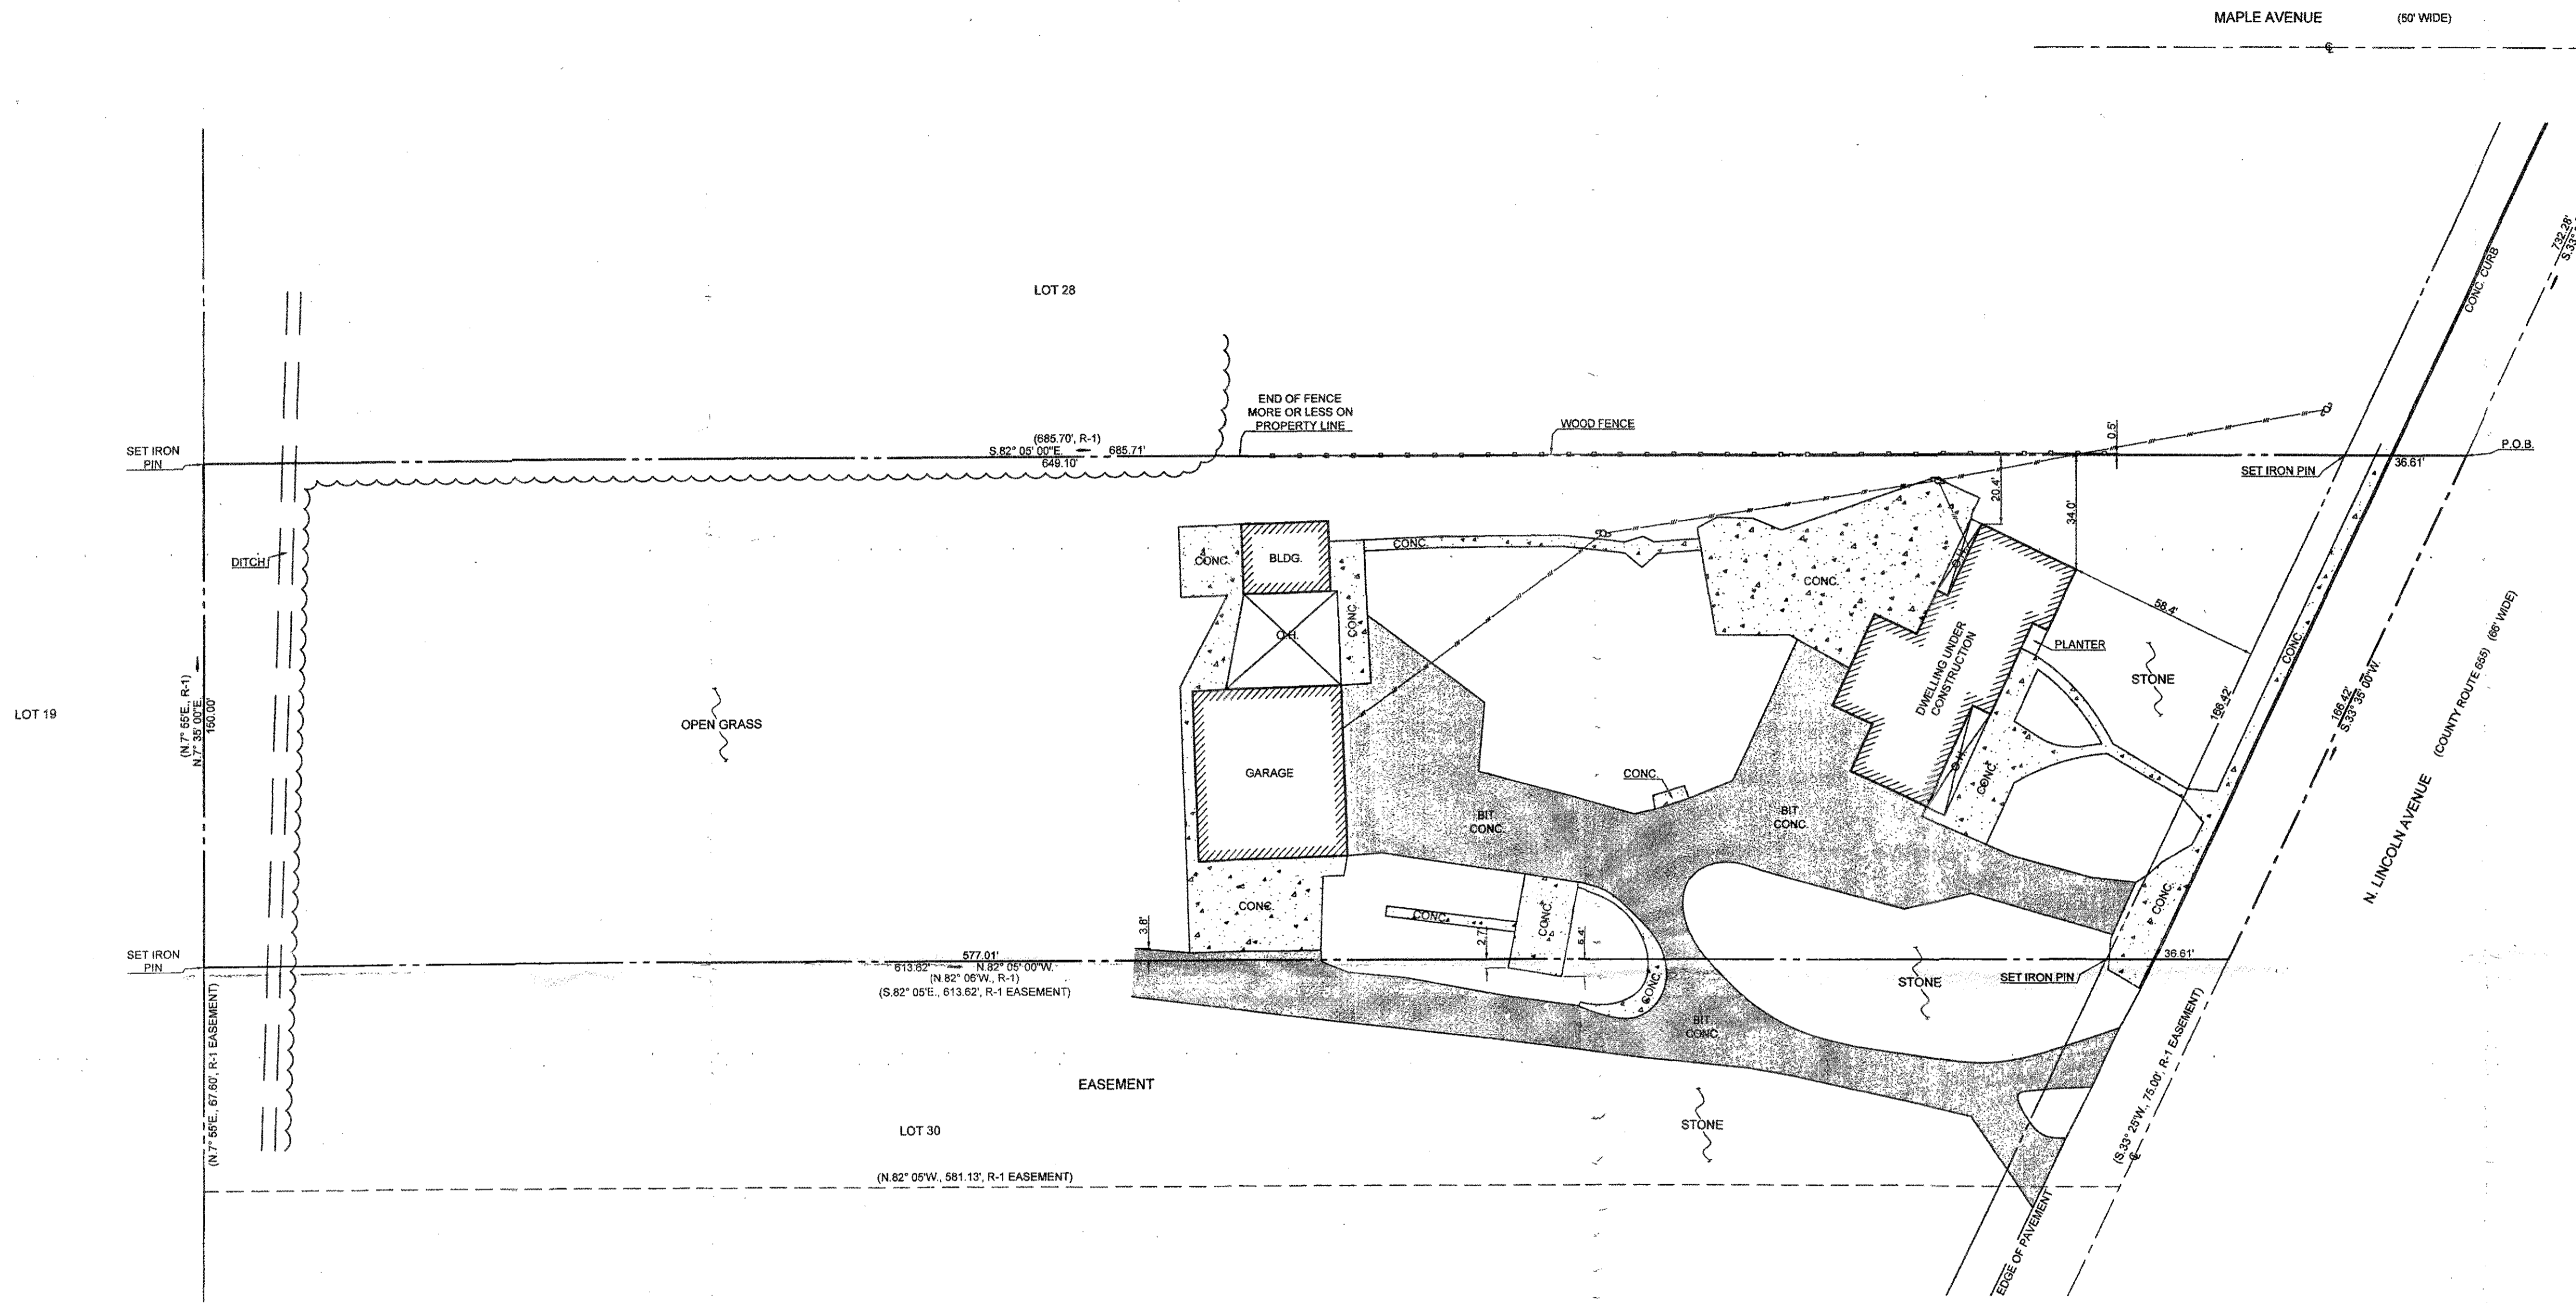 MAPLE AVENUE (50' WIDE)
℄
732.28'
CONC. CURB
LOT 28
END OF FENCE
MORE OR LESS ON
PROPERTY LINE
WOOD FENCE
0.5'
(685.70', R-1)
S.82° 05' 00"E. 685.71'
649.10'
SET IRON
PIN
P.O.B.
36.61'
SET IRON PIN
20.4'
34.0'
DITCH
CONC.
BLDG.
CONC.
CONC.
O.H.
CONC.
O.H.
58.4'
DWELLING UNDER
CONSTRUCTION
PLANTER
STONE
CONC.
(COUNTY ROUTE 655) (66' WIDE)
N. LINCOLN AVENUE
166.42'
166.42'
S.33° 35' 00"W.
LOT 19
(N.7° 55'E., R-1)
N.7° 35' 00"E.
150.00'
OPEN GRASS
GARAGE
CONC.
O.H.
CONC.
BIT.
CONC.
BIT.
CONC.
CONC.
CONC.
CONC.
CONC.
3.8'
2.7'
5.4'
SET IRON
PIN
577.01'
613.62' N.82° 05' 00"W.
(N.82° 06'W., R-1)
(S.82° 05'E., 613.62', R-1 EASEMENT)
36.61'
SET IRON PIN
STONE
CONC.
BIT.
CONC.
(N.7° 55'E., 67.60', R-1 EASEMENT)
EASEMENT
LOT 30
STONE
(S.33° 25'W., 75.00', R-1 EASEMENT)
℄
(N.82° 05'W., 581.13', R-1 EASEMENT)
EDGE OF PAVEMENT